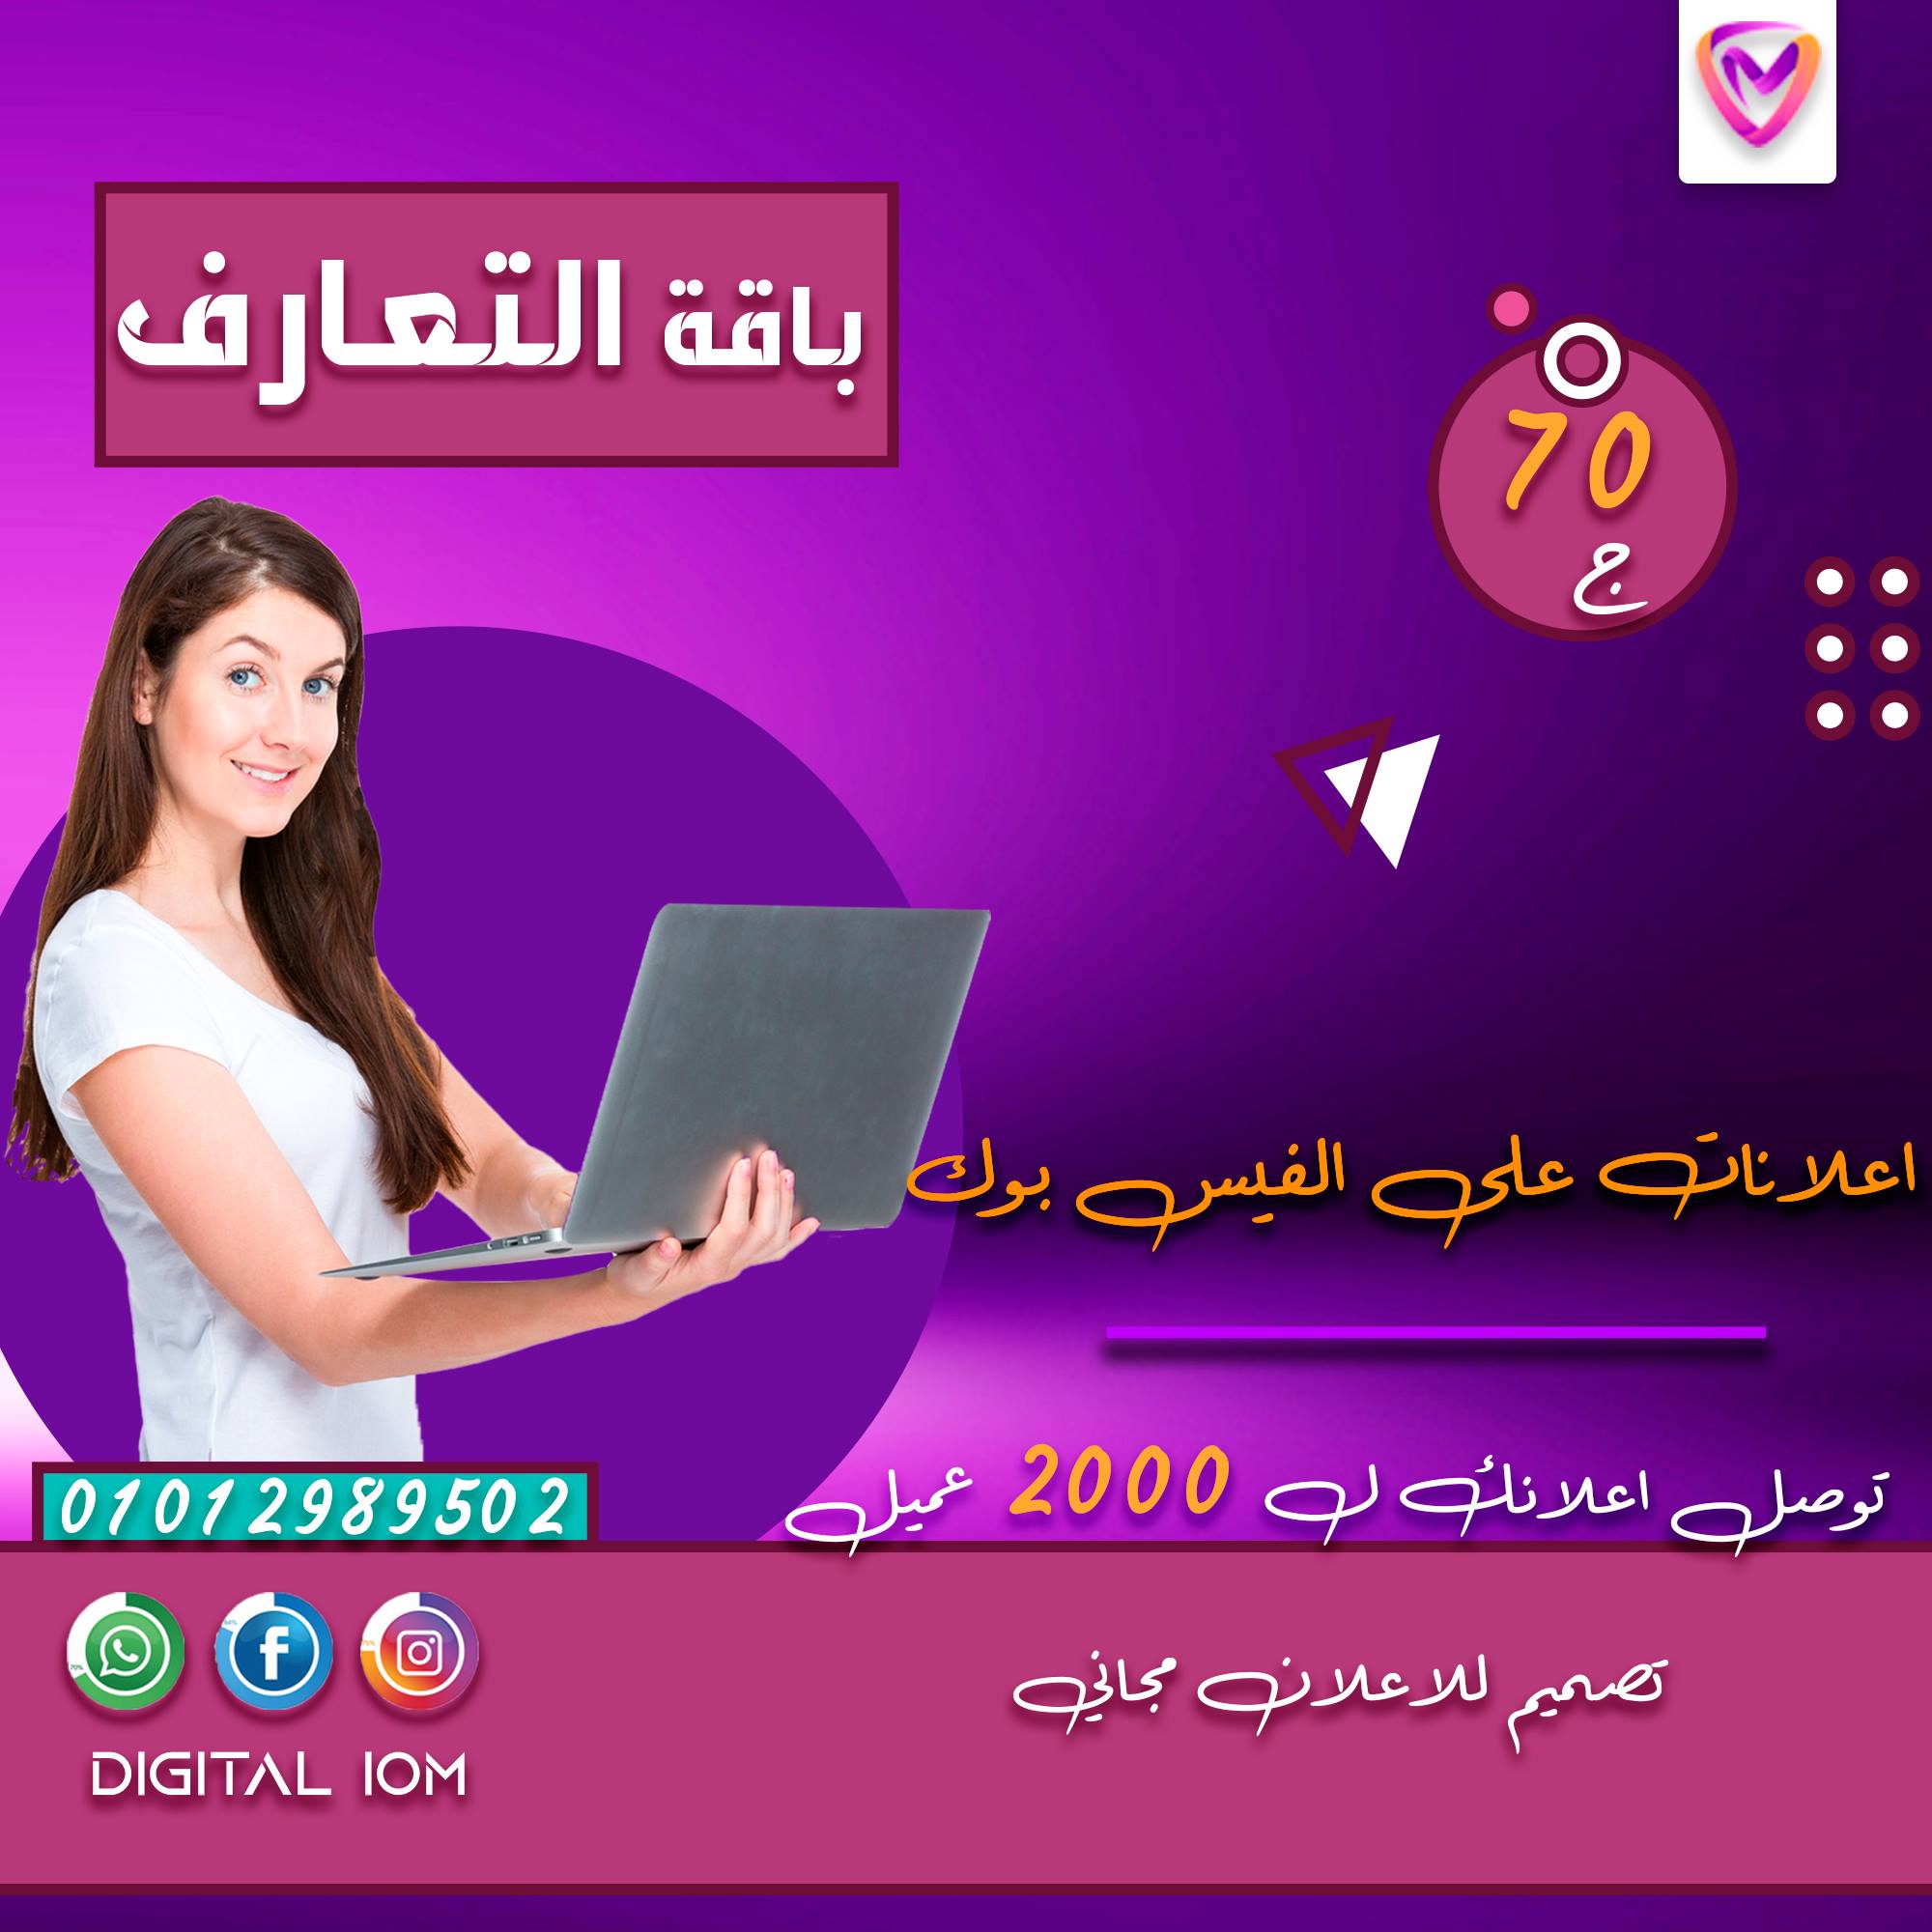 باقة التعارف
70
ج
اعلانات على الفيس بوك
توصل اعلانك ل 2000 عميل
01012989502
تصميم للاعلان مجاني
DIGITAL IOM